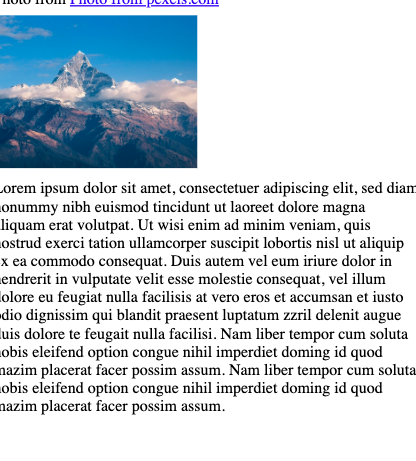 Photo from Photo from pexels.com
Lorem ipsum dolor sit amet, consectetuer adipiscing elit, sed diam
nonummy nibh euismod tincidunt ut laoreet dolore magna
aliquam erat volutpat. Ut wisi enim ad minim veniam, quis
nostrud exerci tation ullamcorper suscipit lobortis nisl ut aliquip
ex ea commodo consequat. Duis autem vel eum iriure dolor in
hendrerit in vulputate velit esse molestie consequat, vel illum
dolore eu feugiat nulla facilisis at vero eros et accumsan et iusto
odio dignissim qui blandit praesent luptatum zzril delenit augue
duis dolore te feugait nulla facilisi. Nam liber tempor cum soluta
nobis eleifend option congue nihil imperdiet doming id quod
mazim placerat facer possim assum. Nam liber tempor cum soluta
nobis eleifend option congue nihil imperdiet doming id quod
mazim placerat facer possim assum.